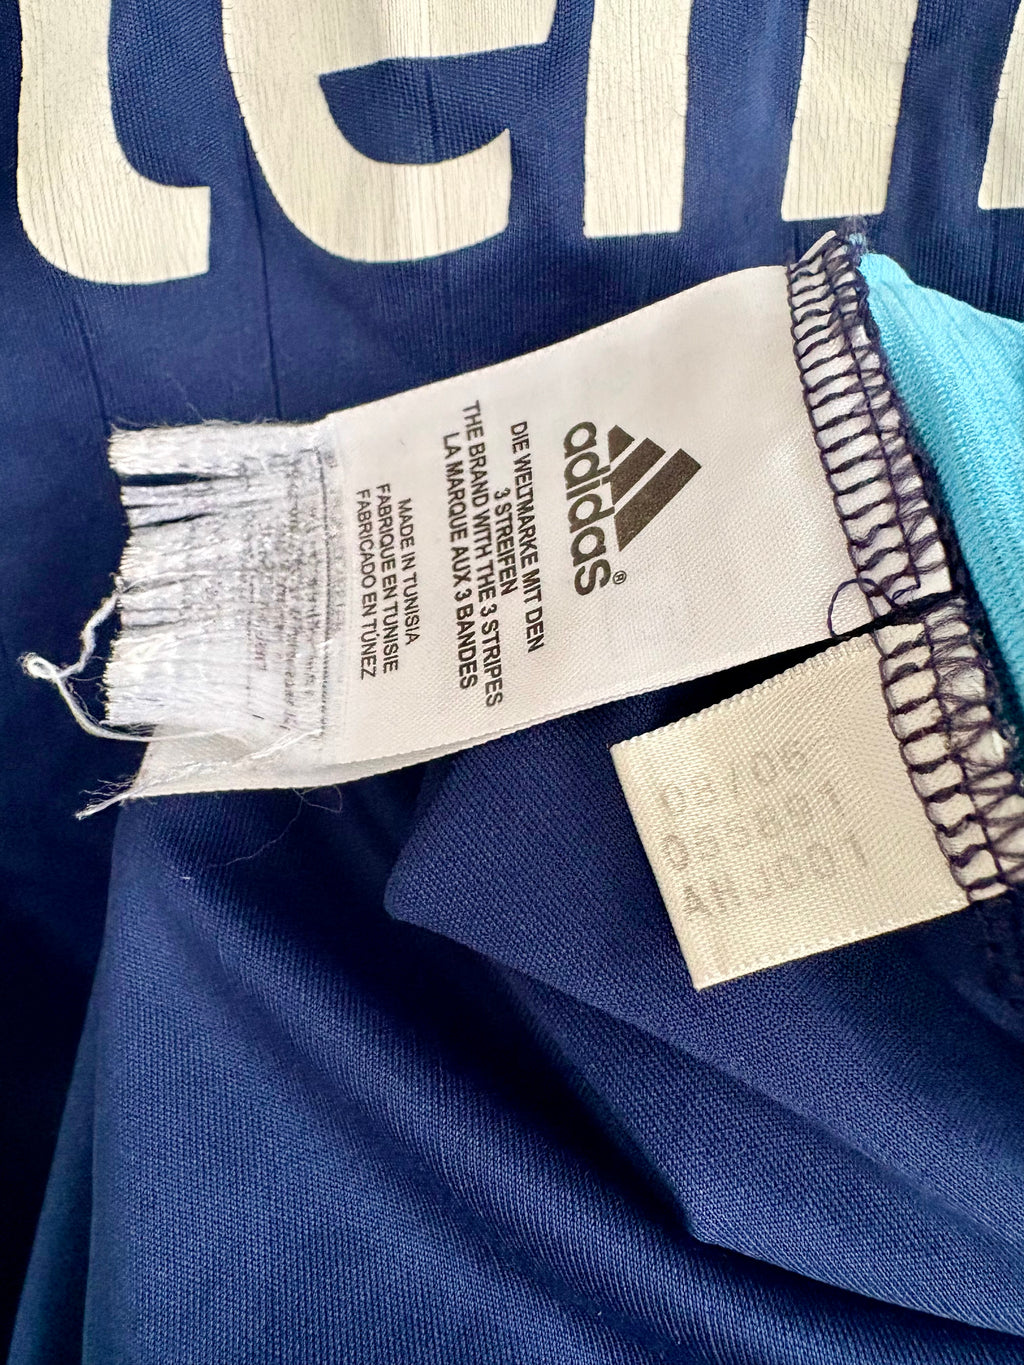 tem
adidas®
DIE WELTMARKE MIT DEN
3 STREIFEN
THE BRAND WITH THE 3 STRIPES
LA MARQUE AUX 3 BANDES
MADE IN TUNISIA
FABRIQUE EN TUNISIE
FABRICADO EN TÚNEZ